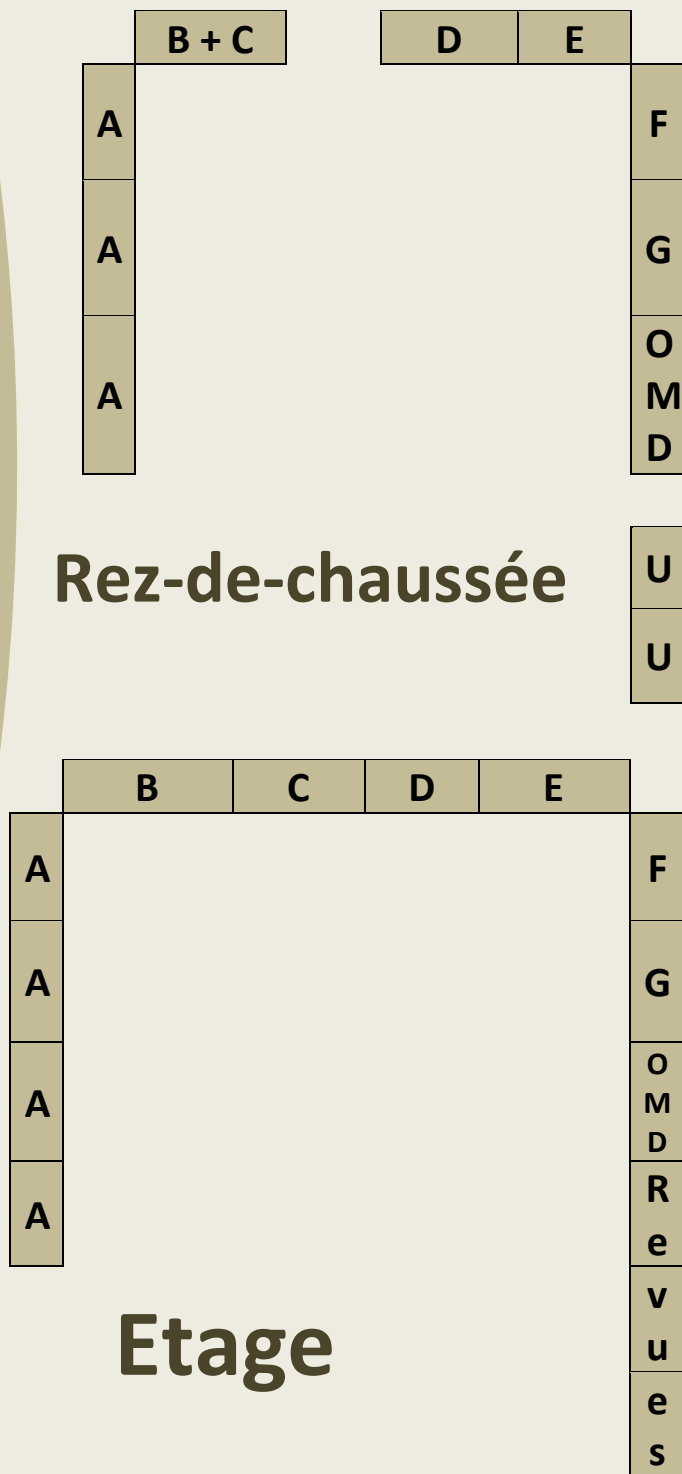 B + C D E
A F
A G
A O
M
D
Rez-de-chaussée U
U
B C D E
A F
A G
A O
M
D
A R
e
v
u
e
s
Etage